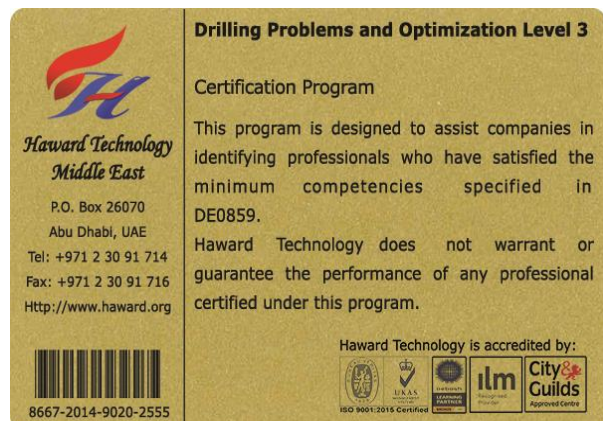 Haward Technology
Middle East
P.O. Box 26070
Abu Dhabi, UAE
Tel: +971 2 30 91 714
Fax: +971 2 30 91 716
Http://www.haward.org
8667-2014-9020-2555
Drilling Problems and Optimization Level 3
Certification Program
This program is designed to assist companies in
identifying professionals who have satisfied the
minimum competencies specified in
DE0859.
Haward Technology does not warrant or
guarantee the performance of any professional
certified under this program.
Haward Technology is accredited by:
UKAS
ISO 9001:2015 Certified
LEARNING
PARTNER
ilm
Recognised
Provider
City&
Guilds
Approved Centre